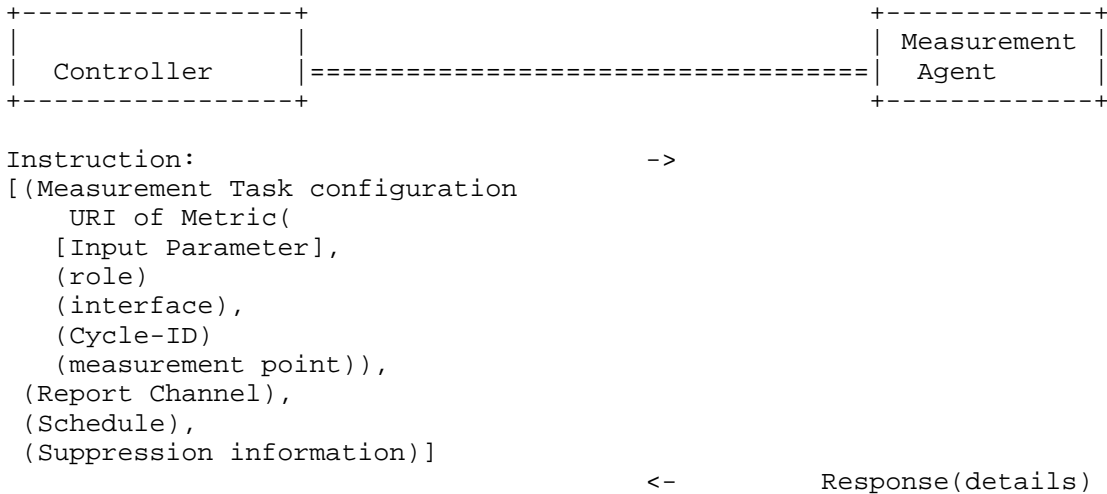 +-----------------+                                   +-------------+
|                 |                                   | Measurement |
|   Controller    |===================================|  Agent      |
+-----------------+                                   +-------------+

Instruction:                            ->
[(Measurement Task configuration
    URI of Metric(
   [Input Parameter],
   (role)
   (interface),
   (Cycle-ID)
   (measurement point)),
 (Report Channel),
 (Schedule),
 (Suppression information)]
                                        <-         Response(details)